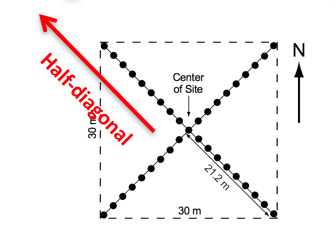 N
Center
of Site
Half-diagonal
30 m
21.2 m
30 m